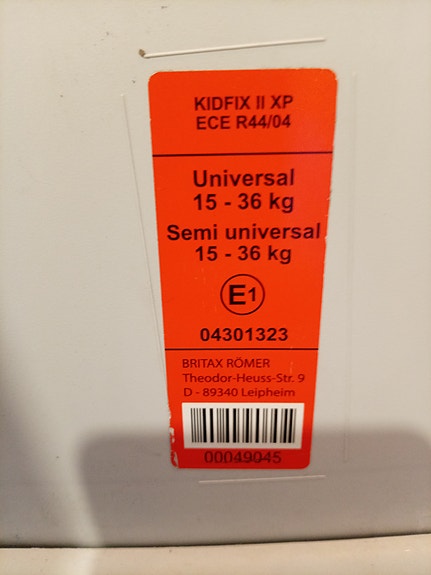 KIDFIX II XP
ECE R44/04
Universal
15 - 36 kg
Semi universal
15 - 36 kg
E1
04301323
BRITAX RÖMER
Theodor-Heuss-Str. 9
D - 89340 Leipheim
00049045